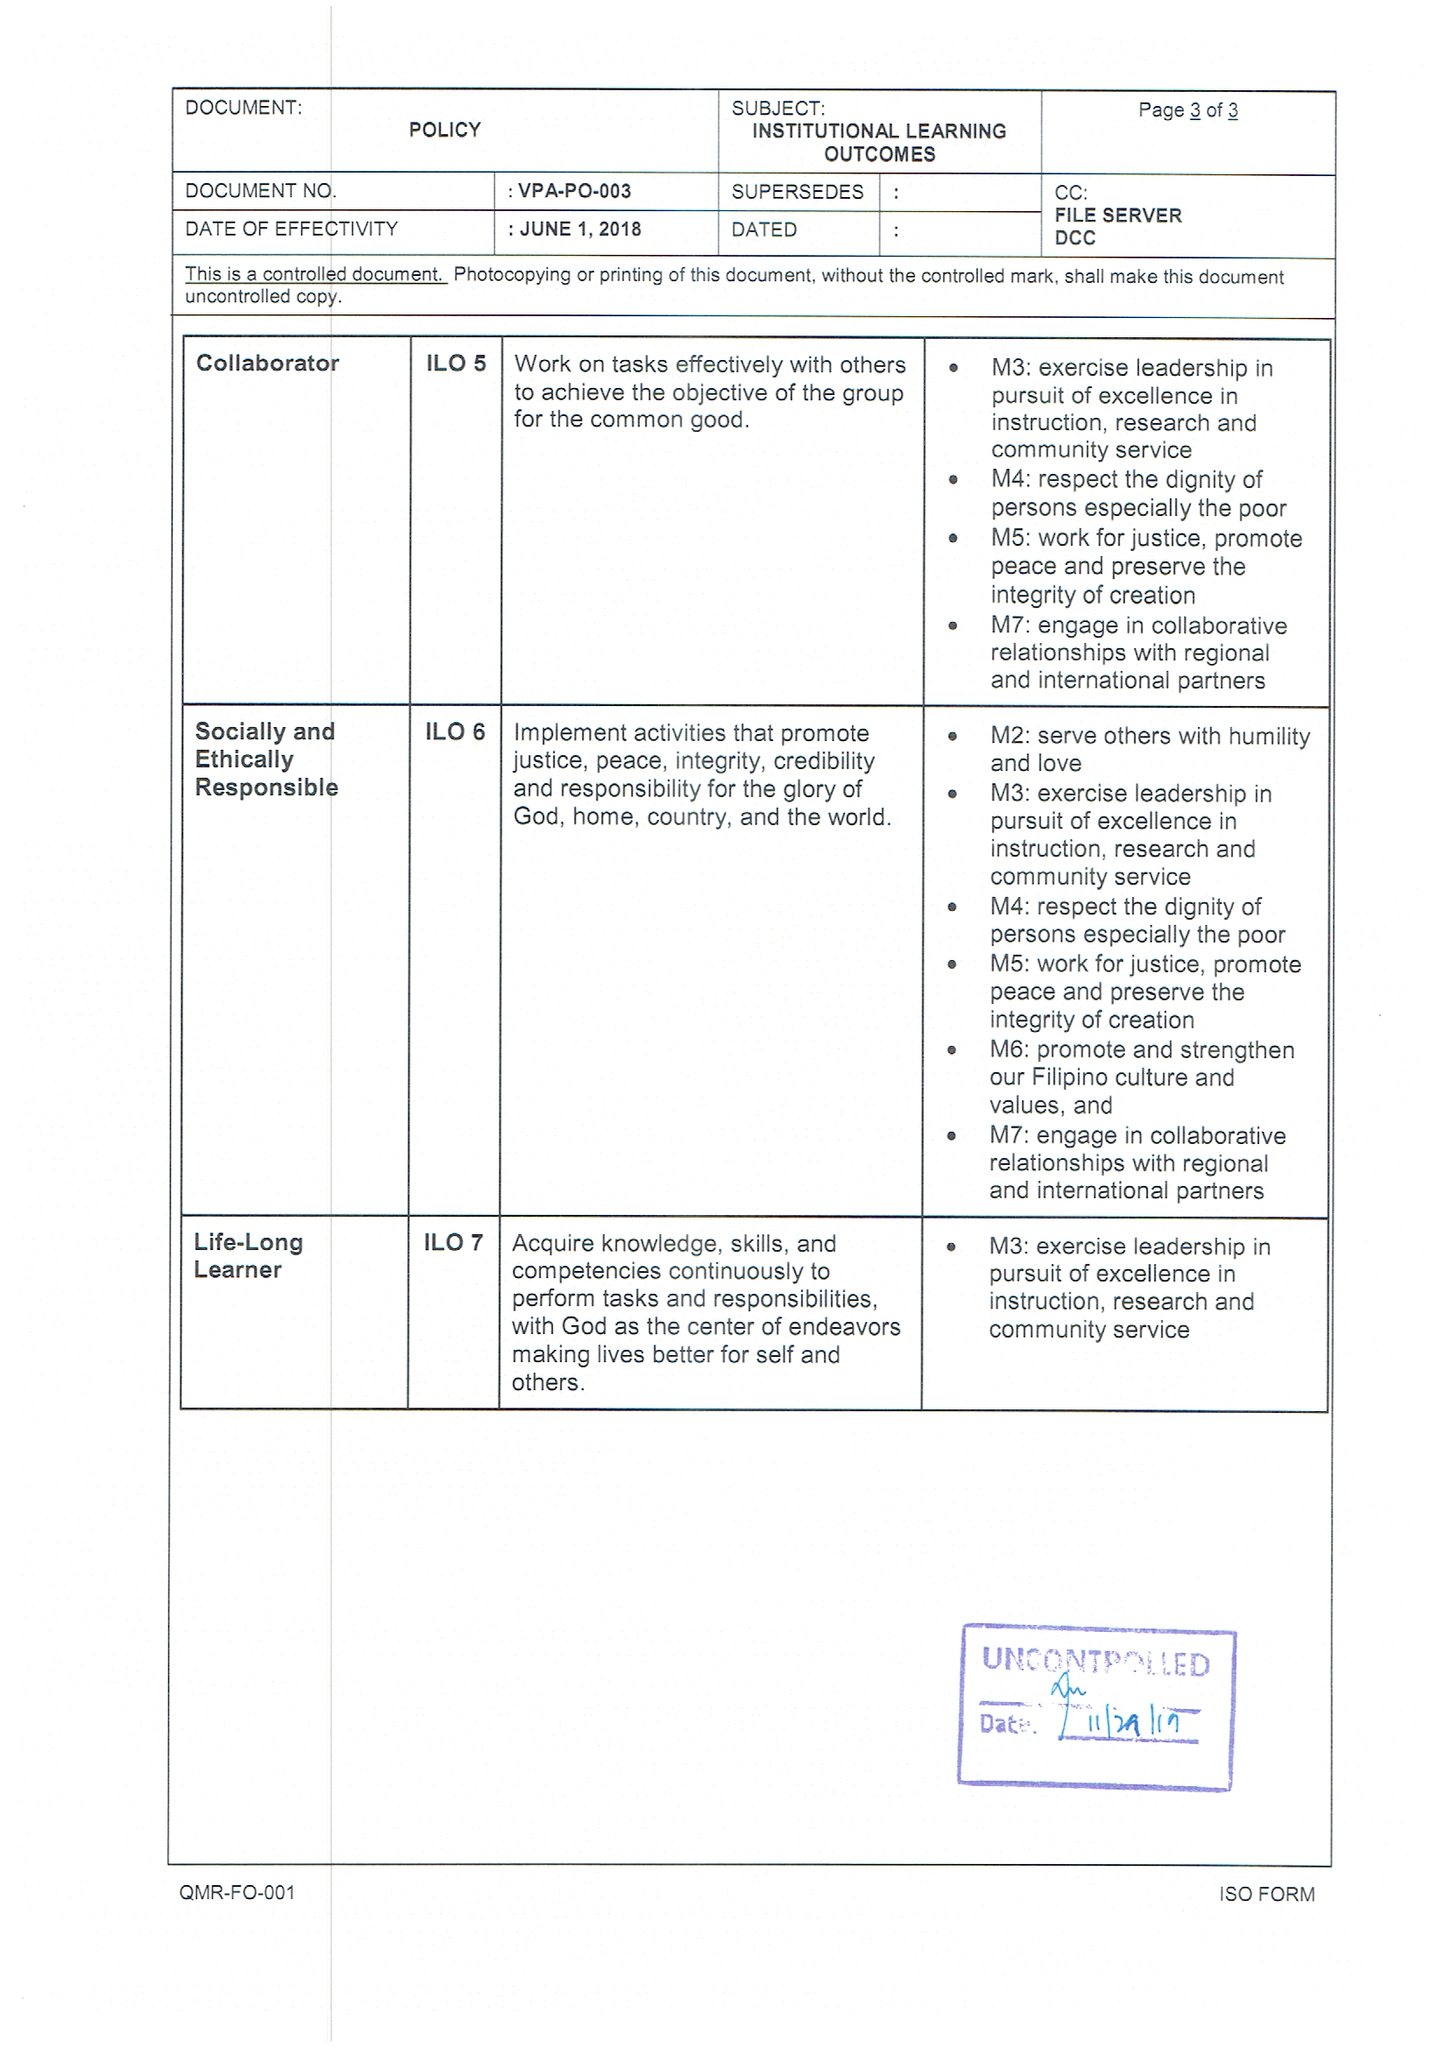 DOCUMENT:
POLICY
SUBJECT:
INSTITUTIONAL LEARNING
OUTCOMES
Page 3 of 3
DOCUMENT NO.
: VPA-PO-003
SUPERSEDES :
CC:
FILE SERVER
DCC
DATE OF EFFECTIVITY
: JUNE 1, 2018
DATED :
This is a controlled document. Photocopying or printing of this document, without the controlled mark, shall make this document
uncontrolled copy.
Collaborator
ILO 5
Work on tasks effectively with others
to achieve the objective of the group
for the common good.
• M3: exercise leadership in
pursuit of excellence in
instruction, research and
community service
• M4: respect the dignity of
persons especially the poor
• M5: work for justice, promote
peace and preserve the
integrity of creation
• M7: engage in collaborative
relationships with regional
and international partners
Socially and
Ethically
Responsible
ILO 6
Implement activities that promote
justice, peace, integrity, credibility
and responsibility for the glory of
God, home, country, and the world.
• M2: serve others with humility
and love
• M3: exercise leadership in
pursuit of excellence in
instruction, research and
community service
• M4: respect the dignity of
persons especially the poor
• M5: work for justice, promote
peace and preserve the
integrity of creation
• M6: promote and strengthen
our Filipino culture and
values, and
• M7: engage in collaborative
relationships with regional
and international partners
Life-Long
Learner
ILO 7
Acquire knowledge, skills, and
competencies continuously to
perform tasks and responsibilities,
with God as the center of endeavors
making lives better for self and
others.
• M3: exercise leadership in
pursuit of excellence in
instruction, research and
community service
UNCONTROLLED
Date: 11/29/19
QMR-FO-001
ISO FORM